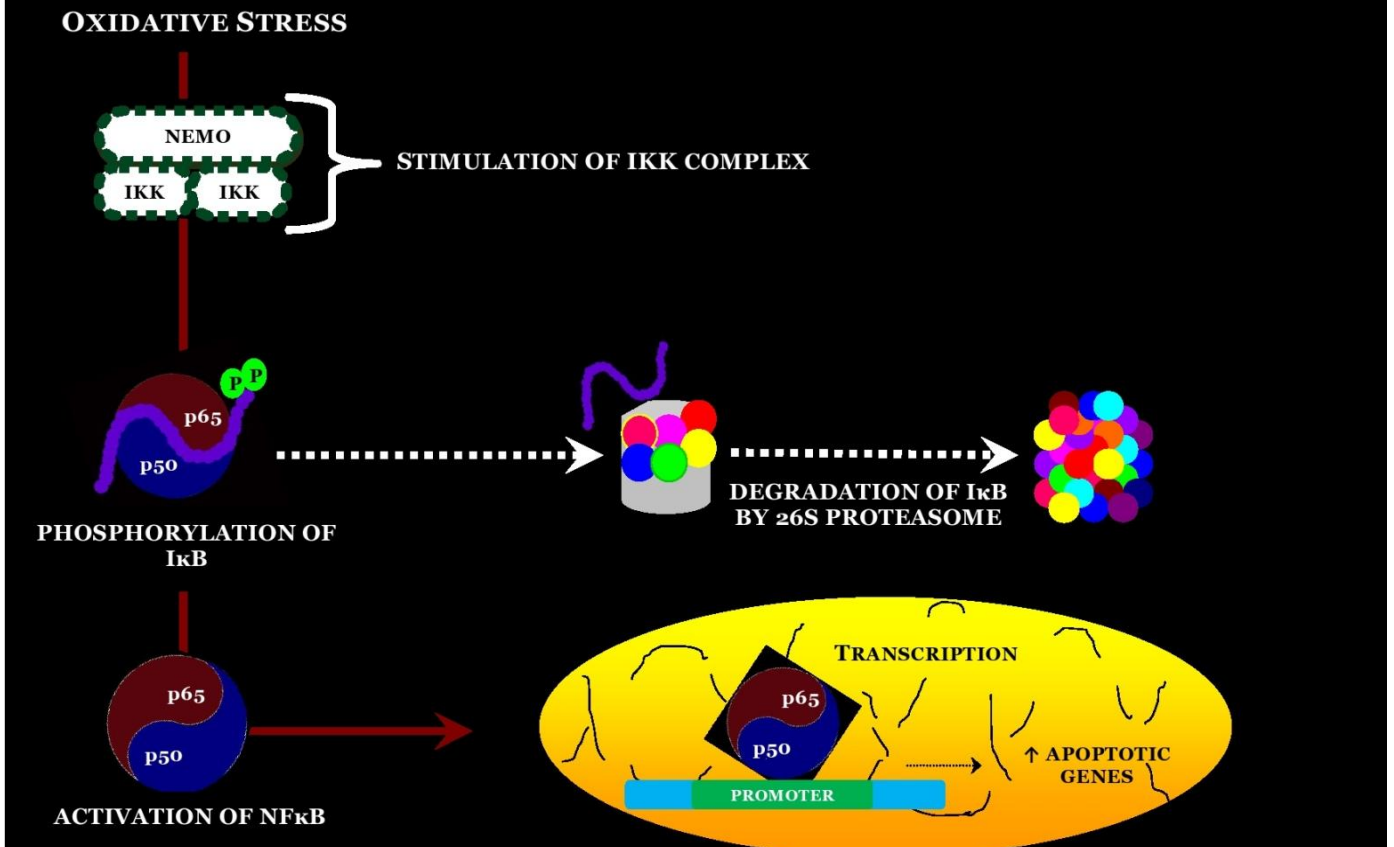 OXIDATIVE STRESS
NEMO
IKK IKK
STIMULATION OF IKK COMPLEX
P P
p65
p50
PHOSPHORYLATION OF
IκB
DEGRADATION OF IκB
BY 26S PROTEASOME
p65
p50
ACTIVATION OF NFκB
TRANSCRIPTION
p65
p50
↑ APOPTOTIC
GENES
PROMOTER